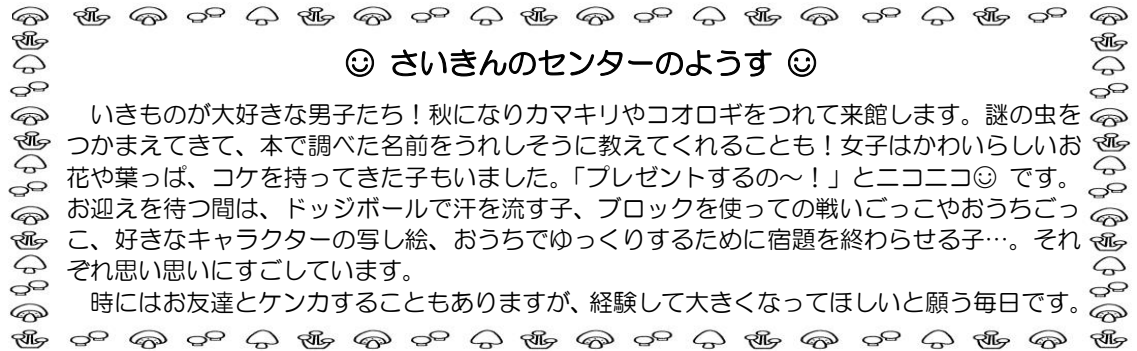 ☺ さいきんのセンターのようす ☺
いきものが大好きな男子たち！秋になりカマキリやコオロギをつれて来館します。謎の虫を
つかまえてきて、本で調べた名前をうれしそうに教えてくれることも！女子はかわいらしいお
花や葉っぱ、コケを持ってきた子もいました。「プレゼントするの～！」とニコニコ☺ です。
お迎えを待つ間は、ドッジボールで汗を流す子、ブロックを使っての戦いごっこやおうちごっ
こ、好きなキャラクターの写し絵、おうちでゆっくりするために宿題を終わらせる子…。それ
ぞれ思い思いにすごしています。
時にはお友達とケンカすることもありますが、経験して大きくなってほしいと願う毎日です。